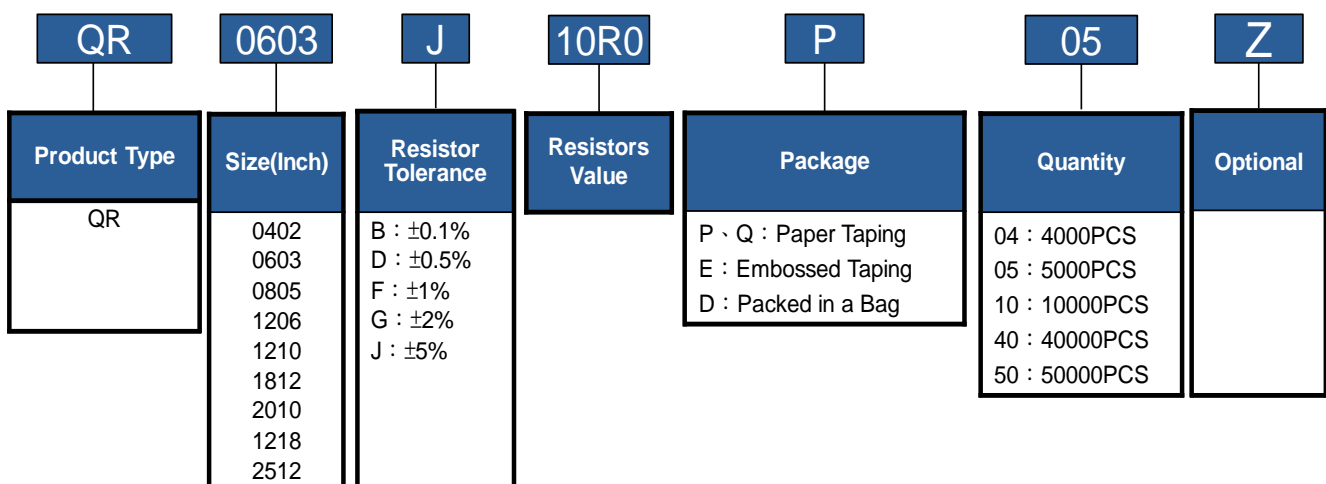 QR 0603 J 10R0 P 05 Z
Product Type
Size(Inch)
Resistor
Tolerance
Resistors
Value
Package
Quantity
Optional
QR
0402
0603
0805
1206
1210
1812
2010
1218
2512
B：±0.1%
D：±0.5%
F：±1%
G：±2%
J：±5%
P、Q：Paper Taping
E：Embossed Taping
D：Packed in a Bag
04：4000PCS
05：5000PCS
10：10000PCS
40：40000PCS
50：50000PCS